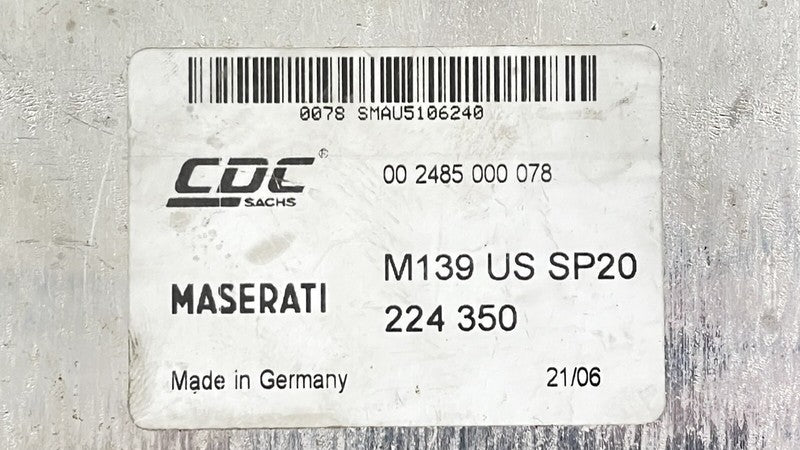 0078 SMAU5106240
CDC®
SACHS
00 2485 000 078
M139 US SP20
MASERATI
224 350
Made in Germany
21/06